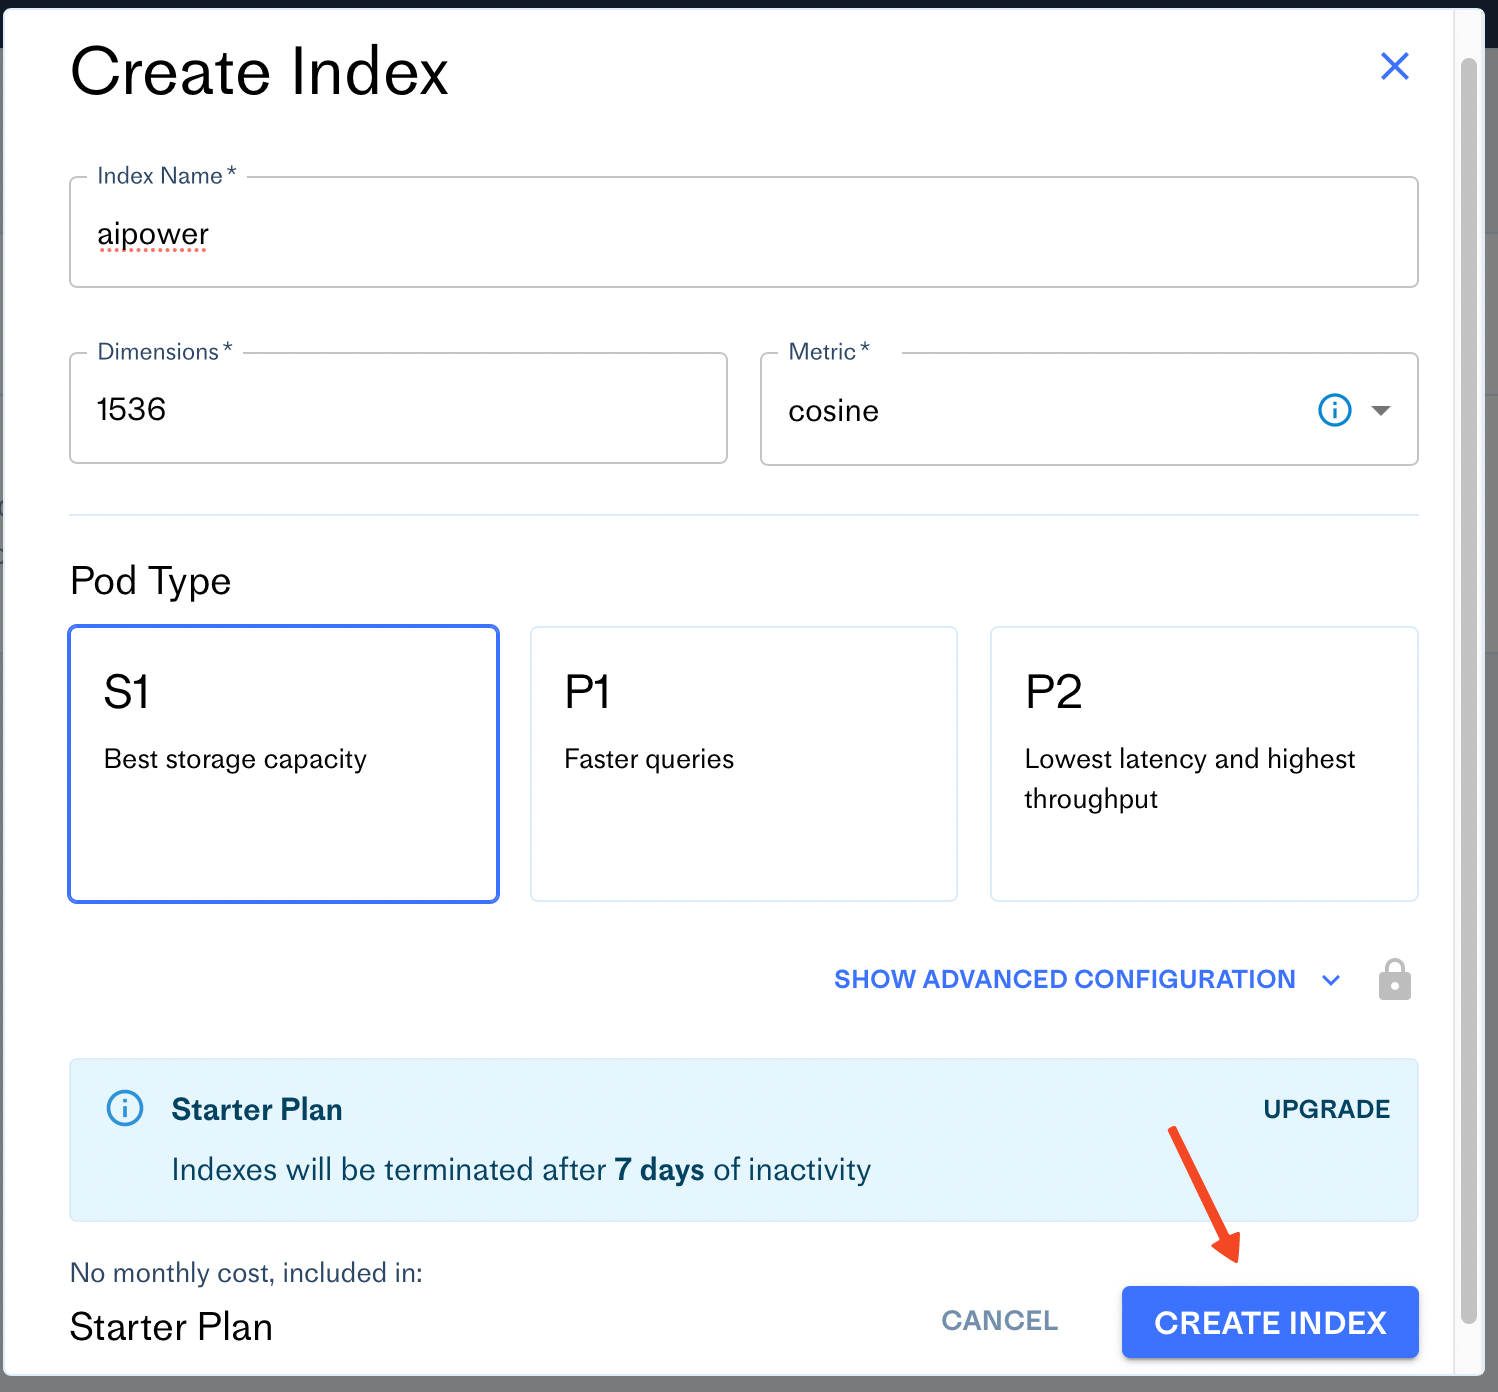 Create Index
Index Name *
aipower
Dimensions *
1536
Metric *
cosine
Pod Type
S1
Best storage capacity
P1
Faster queries
P2
Lowest latency and highest
throughput
SHOW ADVANCED CONFIGURATION
Starter Plan
UPGRADE
Indexes will be terminated after 7 days of inactivity
No monthly cost, included in:
Starter Plan
CANCEL
CREATE INDEX